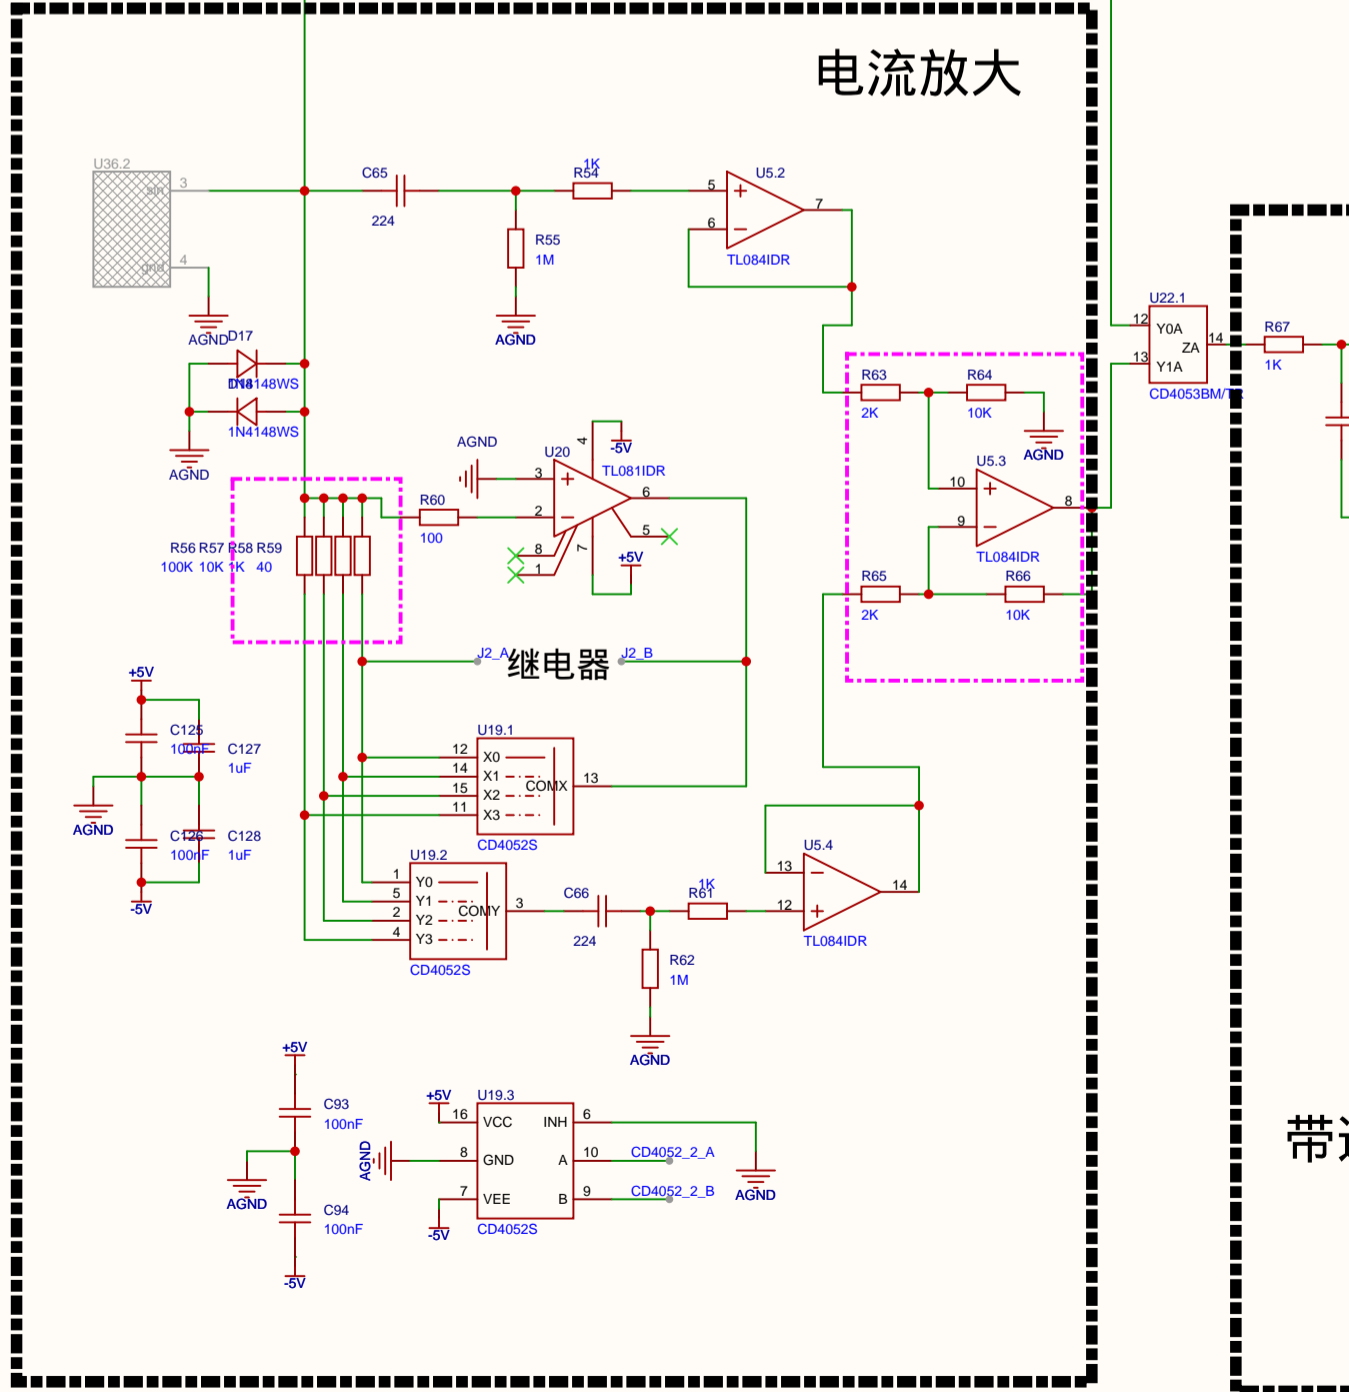 电流放大
U36.2
3
sin
4
gnd
AGND
C65
224
1K
R54
R55
1M
AGND
5
6
7
U5.2
TL084IDR
D17
1N4148WS
1N4148WS
AGND
U22.1
12
Y0A
13
Y1A
ZA
14
CD4053BM/TR
R67
1K
R63
2K
R64
10K
AGND
U5.3
10
9
8
TL084IDR
R65
2K
R66
10K
AGND
U20
TL081IDR
4
-5V
3
2
6
5
8
1
7
+5V
R60
100
R56 R57 R58 R59
100K 10K 1K 40
J2_A
继电器
J2_B
+5V
C125
100nF
C127
1uF
AGND
C126
100nF
C128
1uF
-5V
U19.1
12
X0
14
X1
15
X2
11
X3
COMX
13
CD4052S
U19.2
1
Y0
5
Y1
2
Y2
4
Y3
COMY
3
CD4052S
C66
224
1K
R61
R62
1M
AGND
U5.4
13
12
14
TL084IDR
+5V
C93
100nF
AGND
C94
100nF
-5V
+5V
U19.3
16
VCC
INH
6
AGND
8
GND
A
10
CD4052_2_A
7
VEE
B
9
CD4052_2_B
-5V
CD4052S
AGND
带